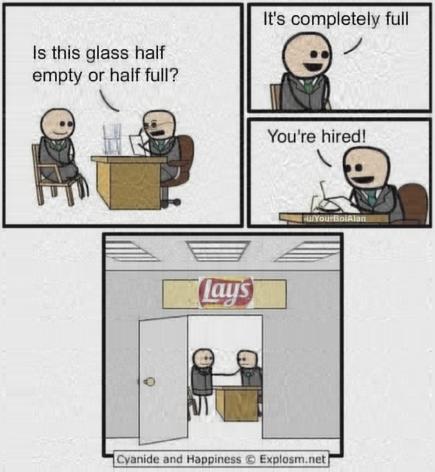 Is this glass half
empty or half full?
It's completely full
You're hired!
u/YourBoiAlan
Lay's
Cyanide and Happiness © Explosm.net